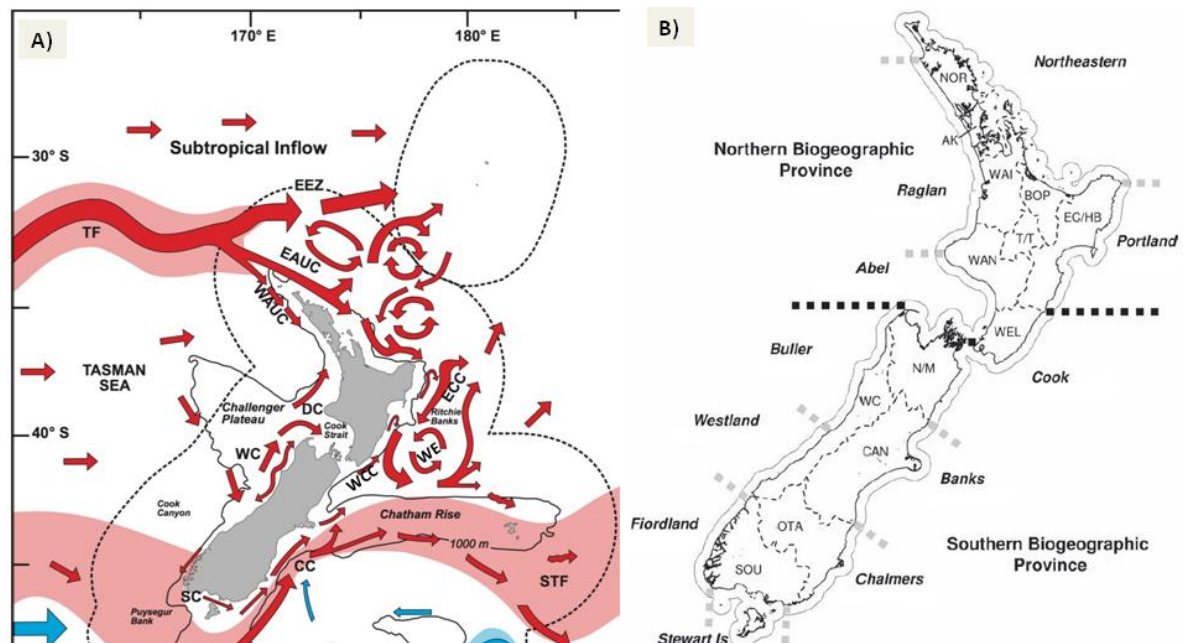 A)
170° E
180° E
Subtropical Inflow
30° S
EEZ
TF
EAUC
WAUC
TASMAN
SEA
ECC
Challenger
Plateau
DC
Ritchie
Banks
Cook
Strait
40° S
WC
WE
WCC
Cook
Canyon
Chatham Rise
1000 m
CC
STF
SC
Puysegur
Bank
B)
Northeastern
NOR
AK
Northern Biogeographic
Province
WAI
Raglan
BOP
EC/HB
T/T
Portland
WAN
Abel
WEL
Buller
N/M
Cook
WC
Westland
CAN
Banks
Fiordland
OTA
Southern Biogeographic
Province
SOU
Chalmers
Stewart Is